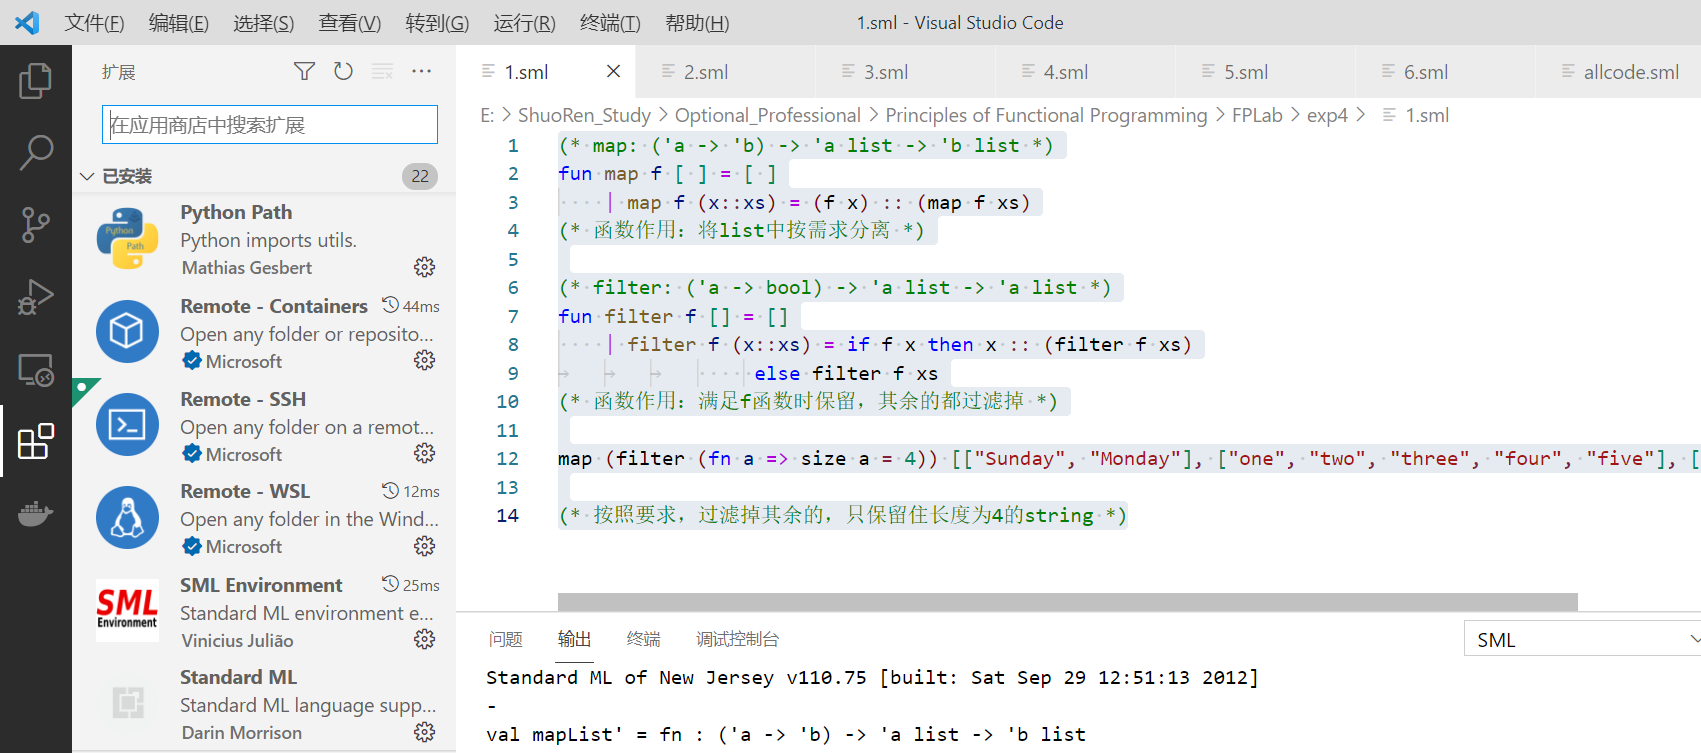 文件(F) 编辑(E) 选择(S) 查看(V) 转到(G) 运行(R) 终端(T) 帮助(H) 1.sml - Visual Studio Code
扩展
在应用商店中搜索扩展
已安装 22
Python Path
Python imports utils.
Mathias Gesbert
Remote - Containers 44ms
Open any folder or reposito...
Microsoft
Remote - SSH
Open any folder on a remot...
Microsoft
Remote - WSL 12ms
Open any folder in the Wind...
Microsoft
SML Environment 25ms
Standard ML environment e...
Vinicius Julião
Standard ML
Standard ML language supp...
Darin Morrison
Python
Path
SML
Environment
1.sml 2.sml 3.sml 4.sml 5.sml 6.sml allcode.sml
E: > ShuoRen_Study > Optional_Professional > Principles of Functional Programming > FPLab > exp4 > 1.sml
1 (* map: ('a -> 'b) -> 'a list -> 'b list *)
2 fun map f [ ] = [ ]
3 | map f (x::xs) = (f x) :: (map f xs)
4 (* 函数作用: 将list中按需求分离 *)
5
6 (* filter: ('a -> bool) -> 'a list -> 'a list *)
7 fun filter f [] = []
8 | filter f (x::xs) = if f x then x :: (filter f xs)
9 else filter f xs
10 (* 函数作用: 满足f函数时保留, 其余的都过滤掉 *)
11
12 map (filter (fn a => size a = 4)) [["Sunday", "Monday"], ["one", "two", "three", "four", "five"], [
13
14 (* 按照要求, 过滤掉其余的, 只保留住长度为4的string *)
问题 输出 终端 调试控制台 SML
Standard ML of New Jersey v110.75 [built: Sat Sep 29 12:51:13 2012]
-
val mapList' = fn : ('a -> 'b) -> 'a list -> 'b list